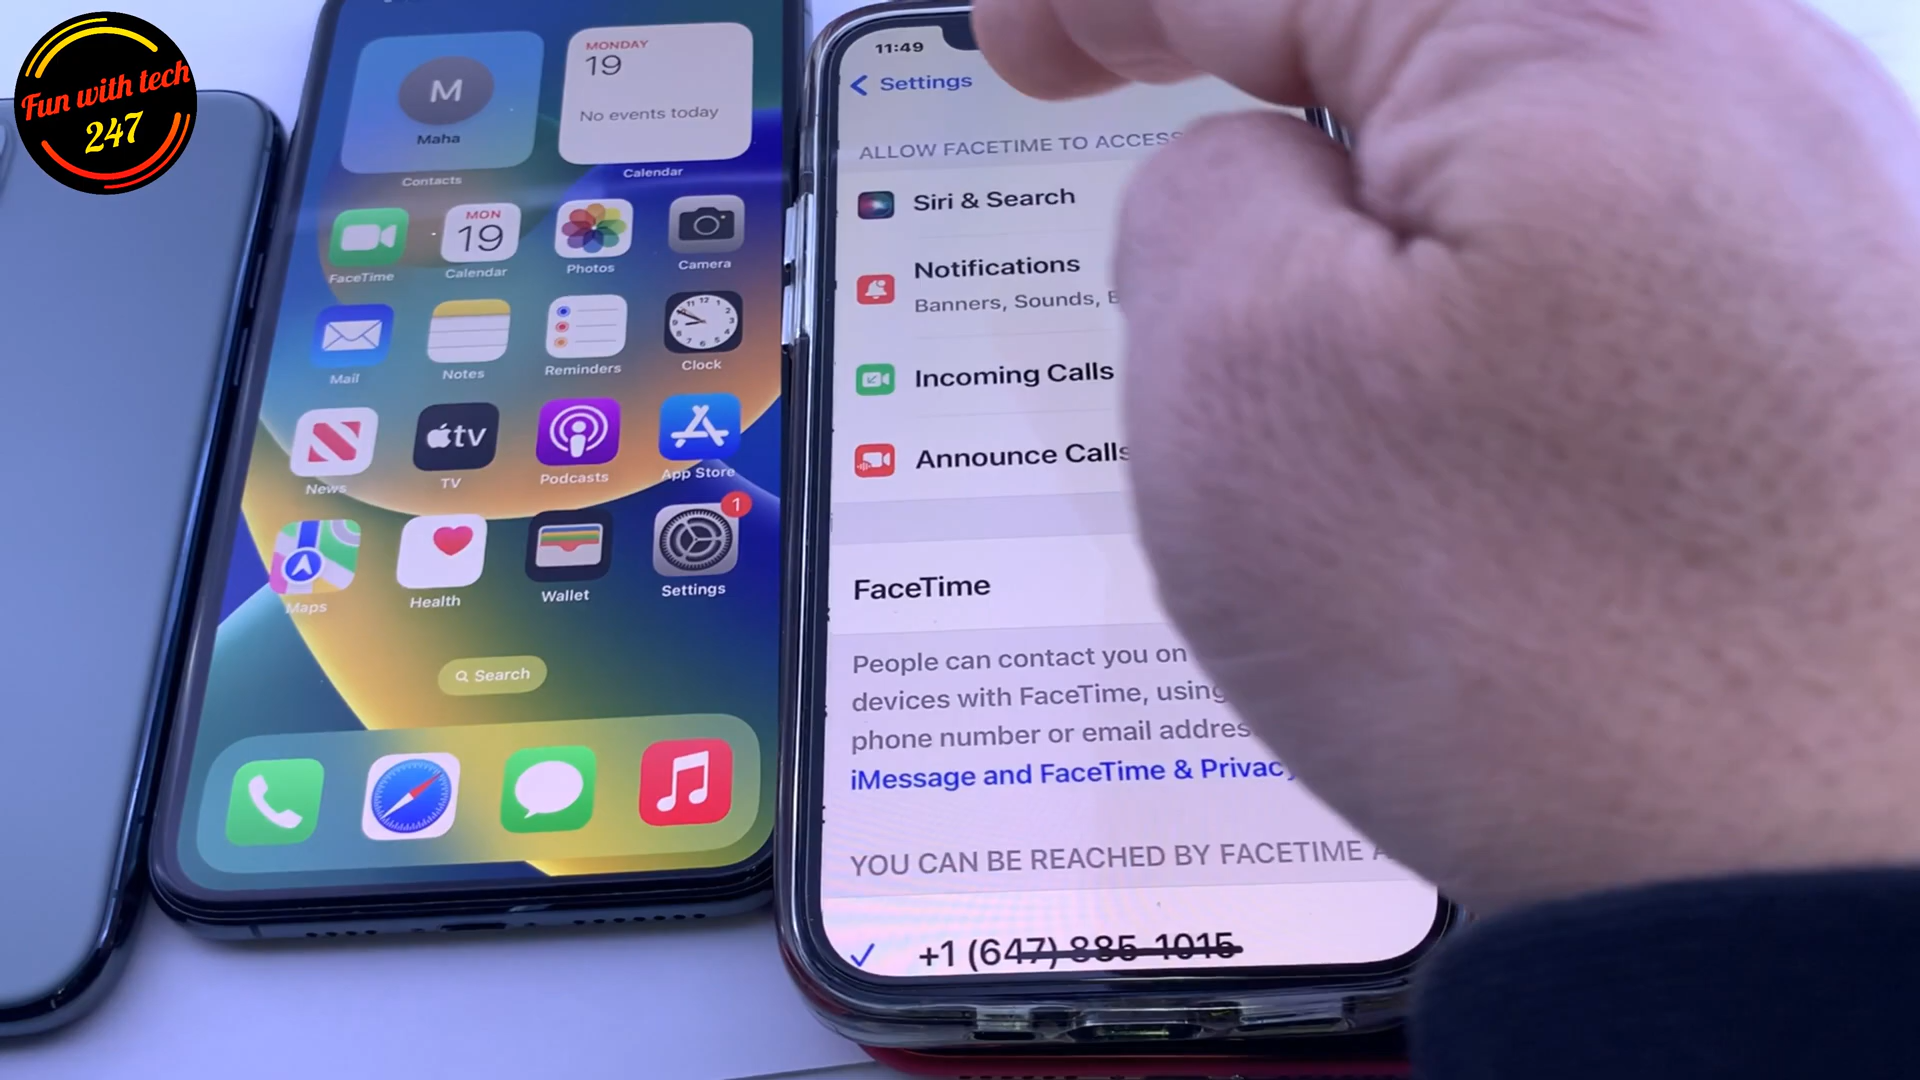 Fun with tech
247
M
Maha
Contacts
MONDAY
19
No events today
Calendar
FaceTime
MON
19
Calendar
Photos
Camera
Mail
Notes
Reminders
Clock
News
tv
TV
Podcasts
App Store
Maps
Health
Wallet
1
Settings
Search
11:49
Settings
ALLOW FACETIME TO ACCESS
Siri & Search
Notifications
Banners, Sounds,
Incoming Calls
Announce Calls
FaceTime
People can contact you on
devices with FaceTime, using
phone number or email addres
iMessage and FaceTime & Privacy
YOU CAN BE REACHED BY FACETIME A
+1 (647)